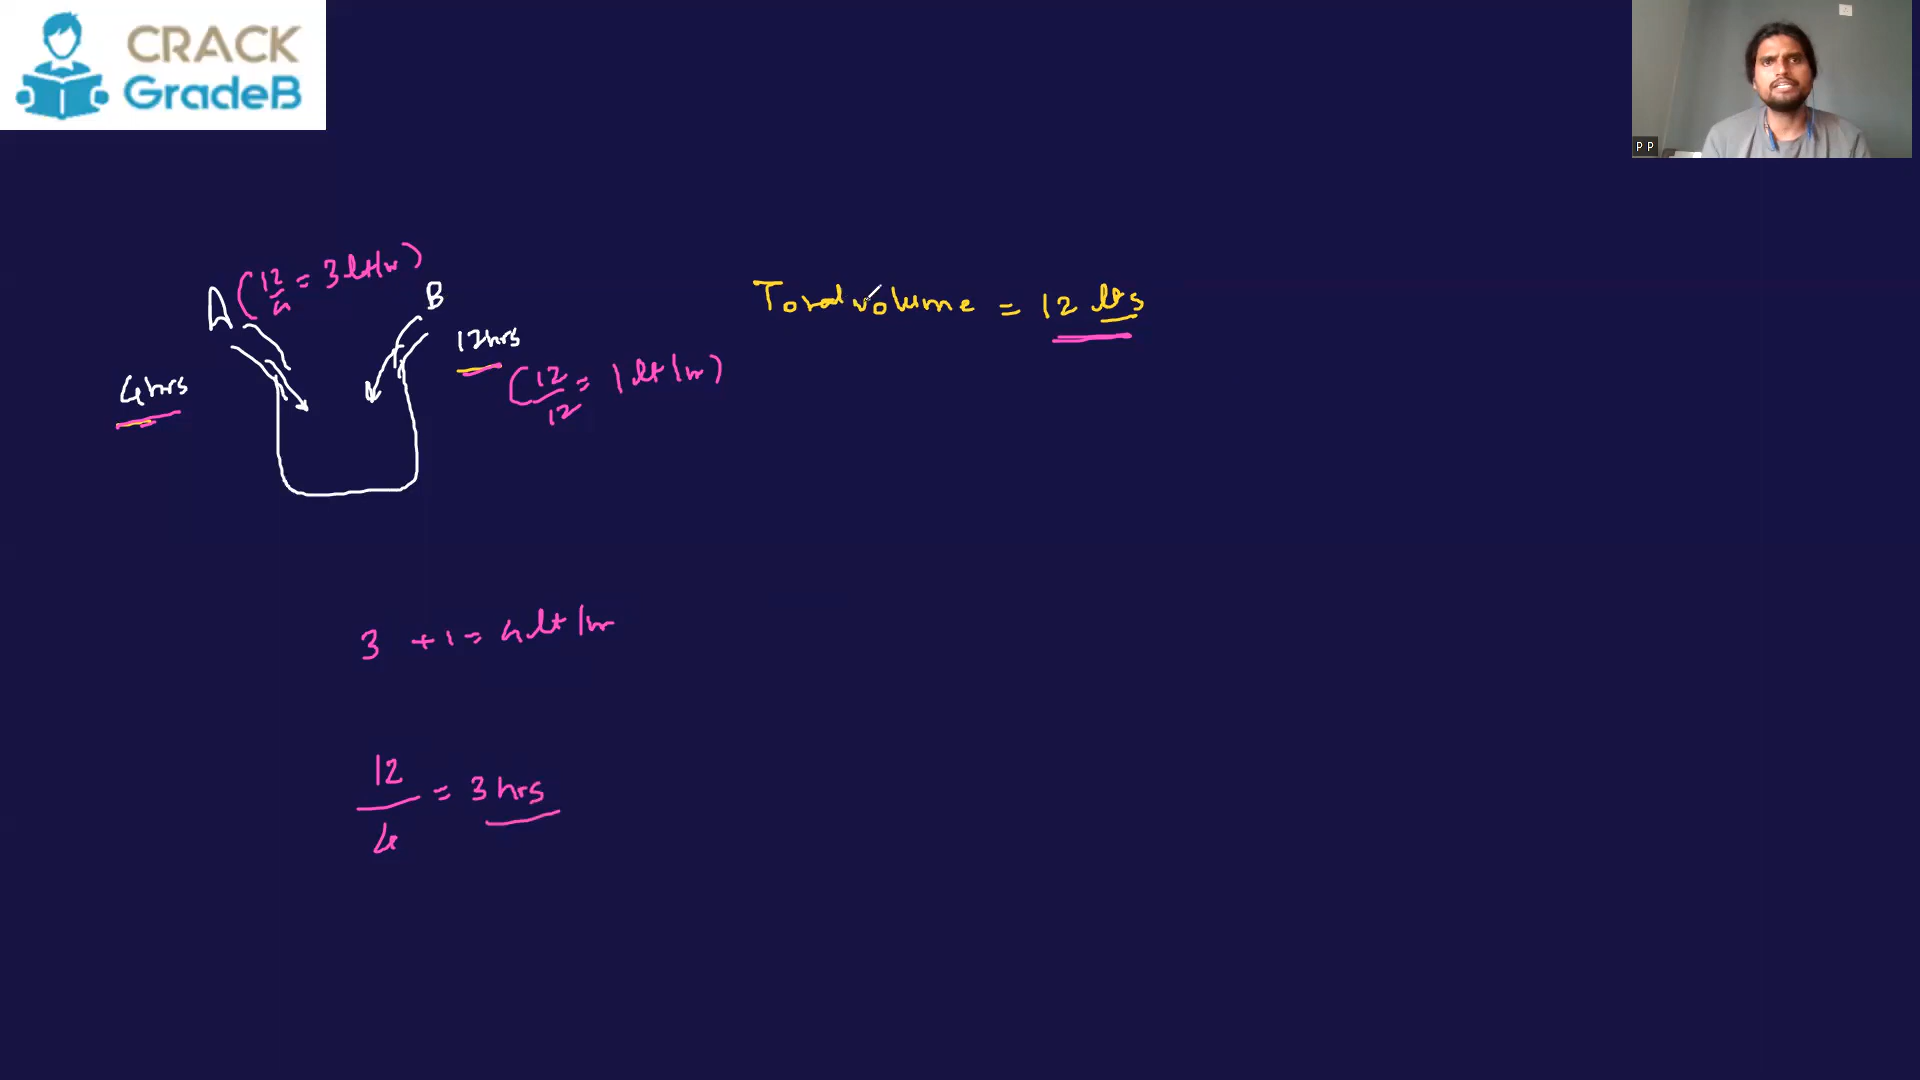 CRACK
GradeB
P P
A (12/4 = 3 lt/hr)
B
Total volume = 12 lts
12hrs
4hrs
(12/12 = 1 lt/hr)
3 + 1 = 4 lt/hr
12/4 = 3 hrs